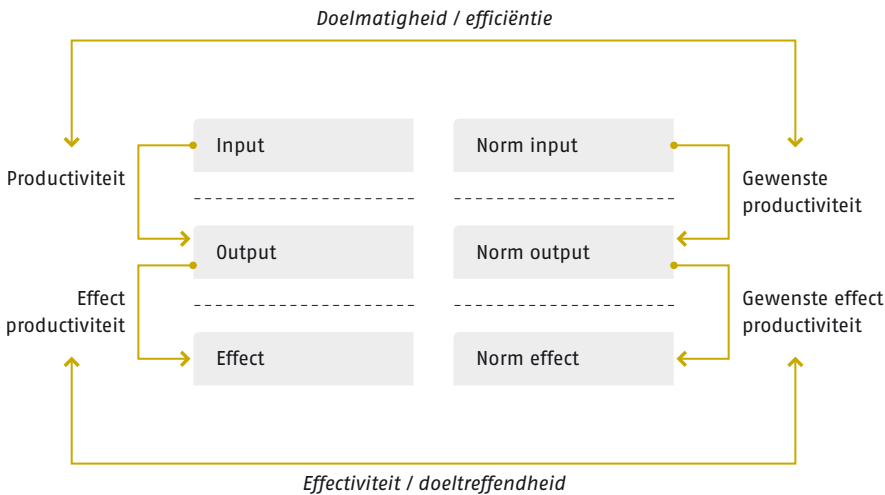 Doelmatigheid / efficiëntie
Input
Norm input
Productiviteit
Gewenste
productiviteit
Output
Norm output
Effect
productiviteit
Gewenste effect
productiviteit
Effect
Norm effect
Effectiviteit / doeltreffendheid